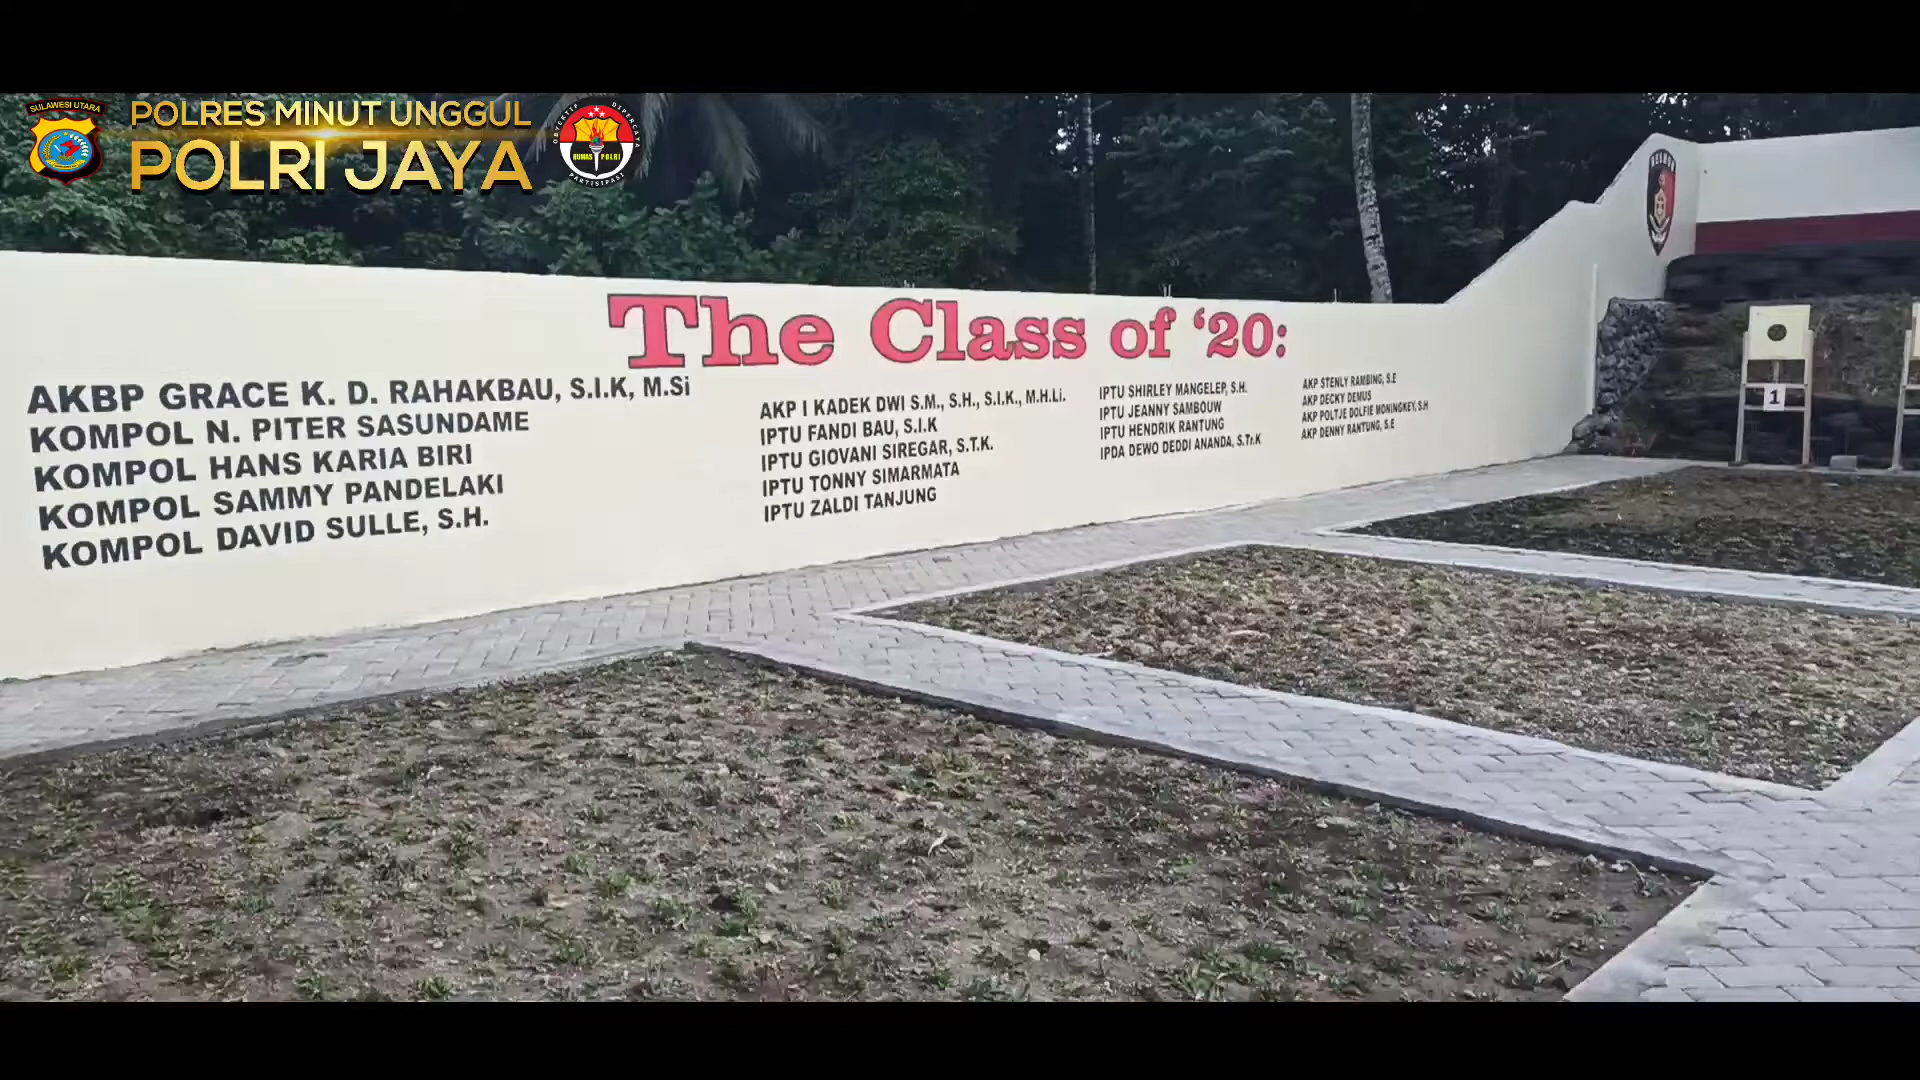 SULAWESI UTARA
POLRES MINUT UNGGUL
POLRI JAYA
OBYEKTIF DIPERCAYA
HUMAS POLRI
PARTISIPASI
The Class of ‘20:
AKBP GRACE K. D. RAHAKBAU, S.I.K, M.Si
KOMPOL N. PITER SASUNDAME
KOMPOL HANS KARIA BIRI
KOMPOL SAMMY PANDELAKI
KOMPOL DAVID SULLE, S.H.
AKP I KADEK DWI S.M., S.H., S.I.K., M.H.Li.
IPTU FANDI BAU, S.I.K
IPTU GIOVANI SIREGAR, S.T.K.
IPTU TONNY SIMARMATA
IPTU ZALDI TANJUNG
IPTU SHIRLEY MANGELEP, S.H.
IPTU JEANNY SAMBOUW
IPTU HENDRIK RANTUNG
IPDA DEWO DEDDI ANANDA, S.Tr.K
AKP STENLY RAMBING, S.E
AKP DECKY DEMUS
AKP POLTJE DOLFIE MONINGKEY, S.H
AKP DENNY RANTUNG, S.E
1